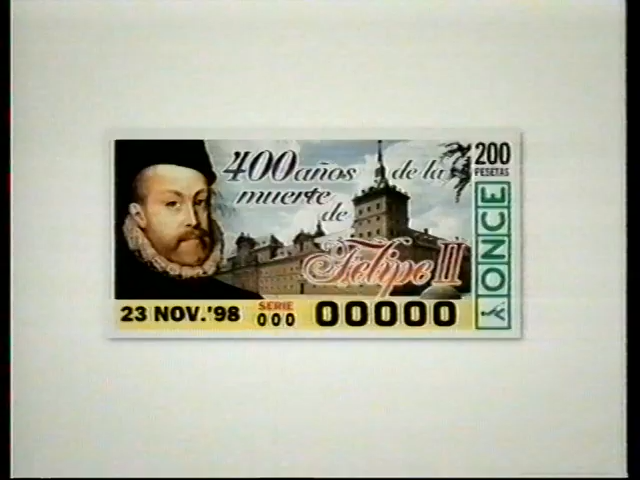 400 años de la
muerte
de
Felipe II
200
PESETAS
ONCE
23 NOV.'98
SERIE
000
00000